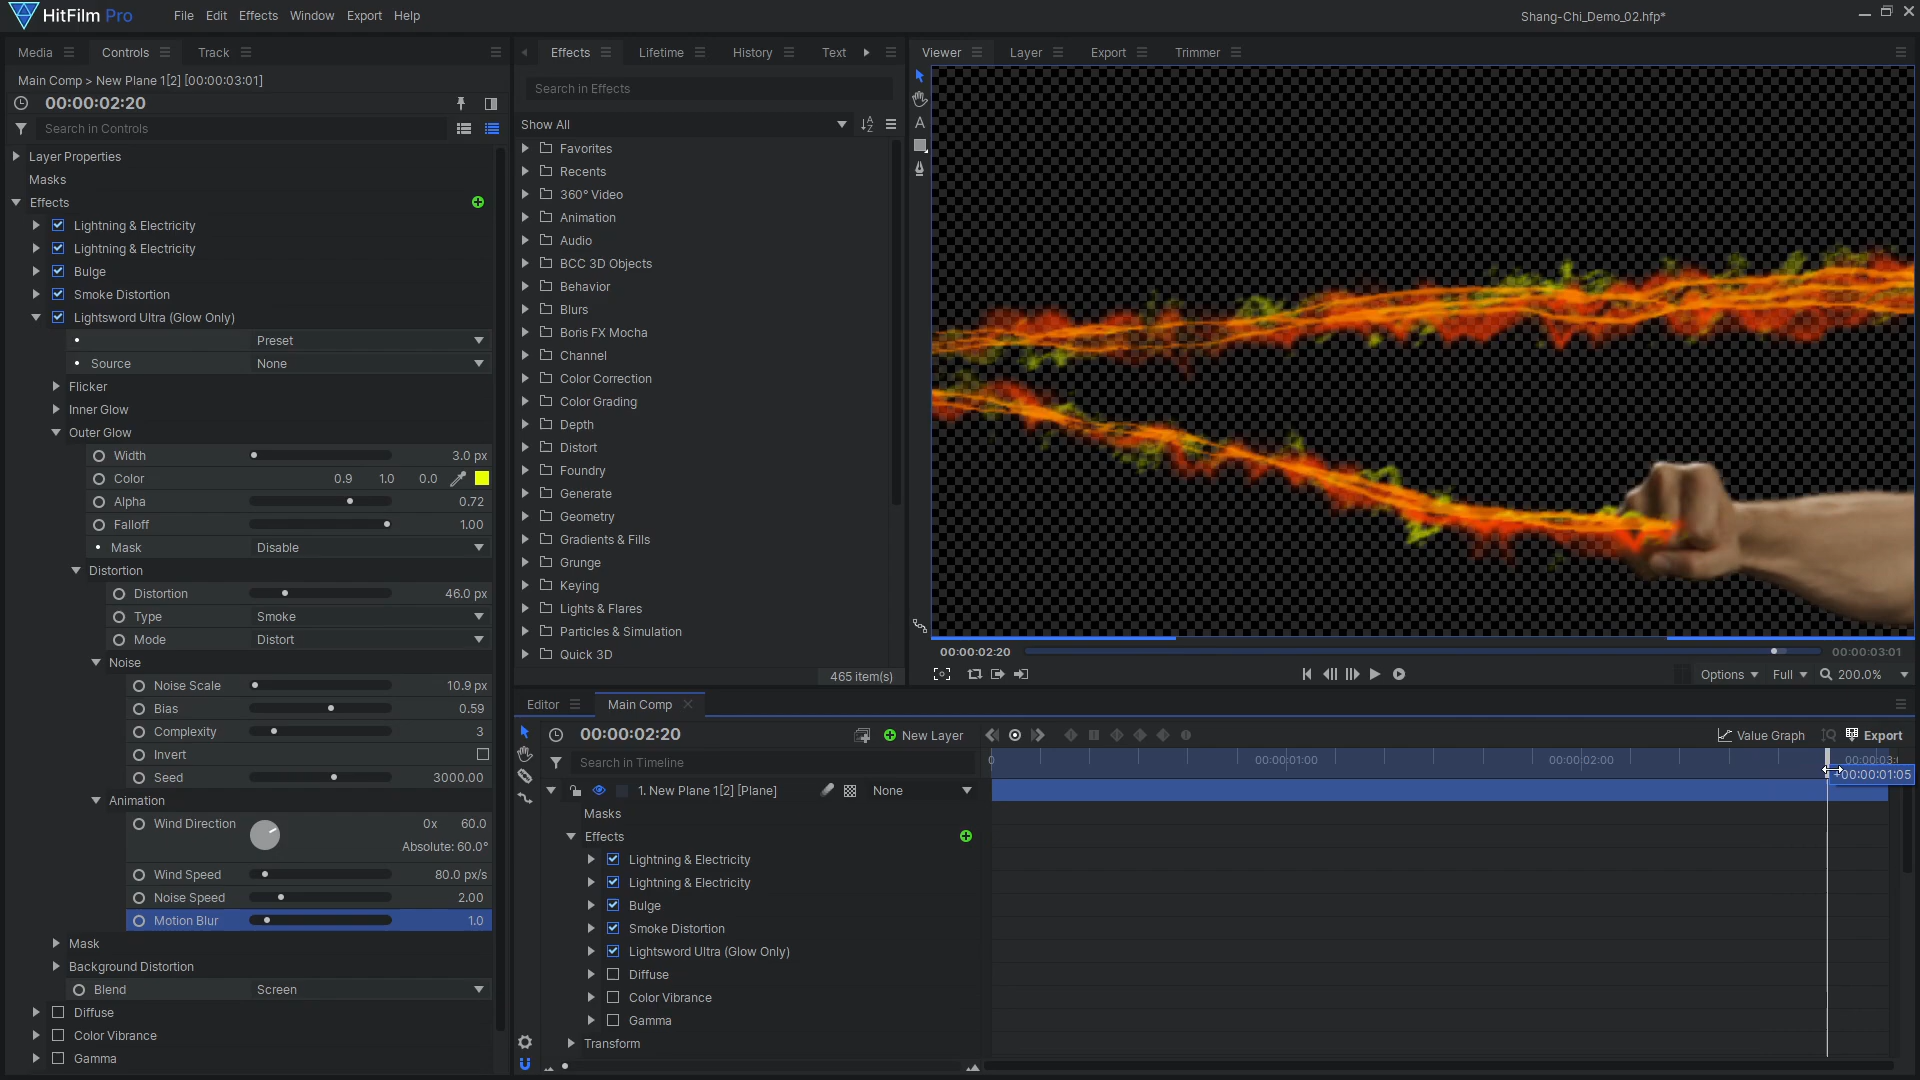 HitFilm Pro
File Edit Effects Window Export Help
Shang-Chi_Demo_02.hfp*
Media Controls Track
Main Comp > New Plane 1[2] [00:00:03:01]
00:00:02:20
Search in Controls
Layer Properties
Masks
Effects
Lightning & Electricity
Lightning & Electricity
Bulge
Smoke Distortion
Lightsword Ultra (Glow Only)
Preset
Source None
Flicker
Inner Glow
Outer Glow
Width 3.0 px
Color 0.9 1.0 0.0
Alpha 0.72
Falloff 1.00
Mask Disable
Distortion
Distortion 46.0 px
Type Smoke
Mode Distort
Noise
Noise Scale 10.9 px
Bias 0.59
Complexity 3
Invert
Seed 3000.00
Animation
Wind Direction 0x 60.0
Absolute: 60.0°
Wind Speed 80.0 px/s
Noise Speed 2.00
Motion Blur 1.0
Mask
Background Distortion
Blend Screen
Diffuse
Color Vibrance
Gamma
Effects Lifetime History Text
Search in Effects
Show All
Favorites
Recents
360° Video
Animation
Audio
BCC 3D Objects
Behavior
Blurs
Boris FX Mocha
Channel
Color Correction
Color Grading
Depth
Distort
Foundry
Generate
Geometry
Gradients & Fills
Grunge
Keying
Lights & Flares
Particles & Simulation
Quick 3D
465 item(s)
Viewer Layer Export Trimmer
A
00:00:02:20 00:00:03:01
Options Full 200.0%
Editor Main Comp
00:00:02:20 New Layer Value Graph Export
Search in Timeline
0 00:00:01:00 00:00:02:00
+00:00:01:05
1. New Plane 1[2] [Plane] None
Masks
Effects
Lightning & Electricity
Lightning & Electricity
Bulge
Smoke Distortion
Lightsword Ultra (Glow Only)
Diffuse
Color Vibrance
Gamma
Transform